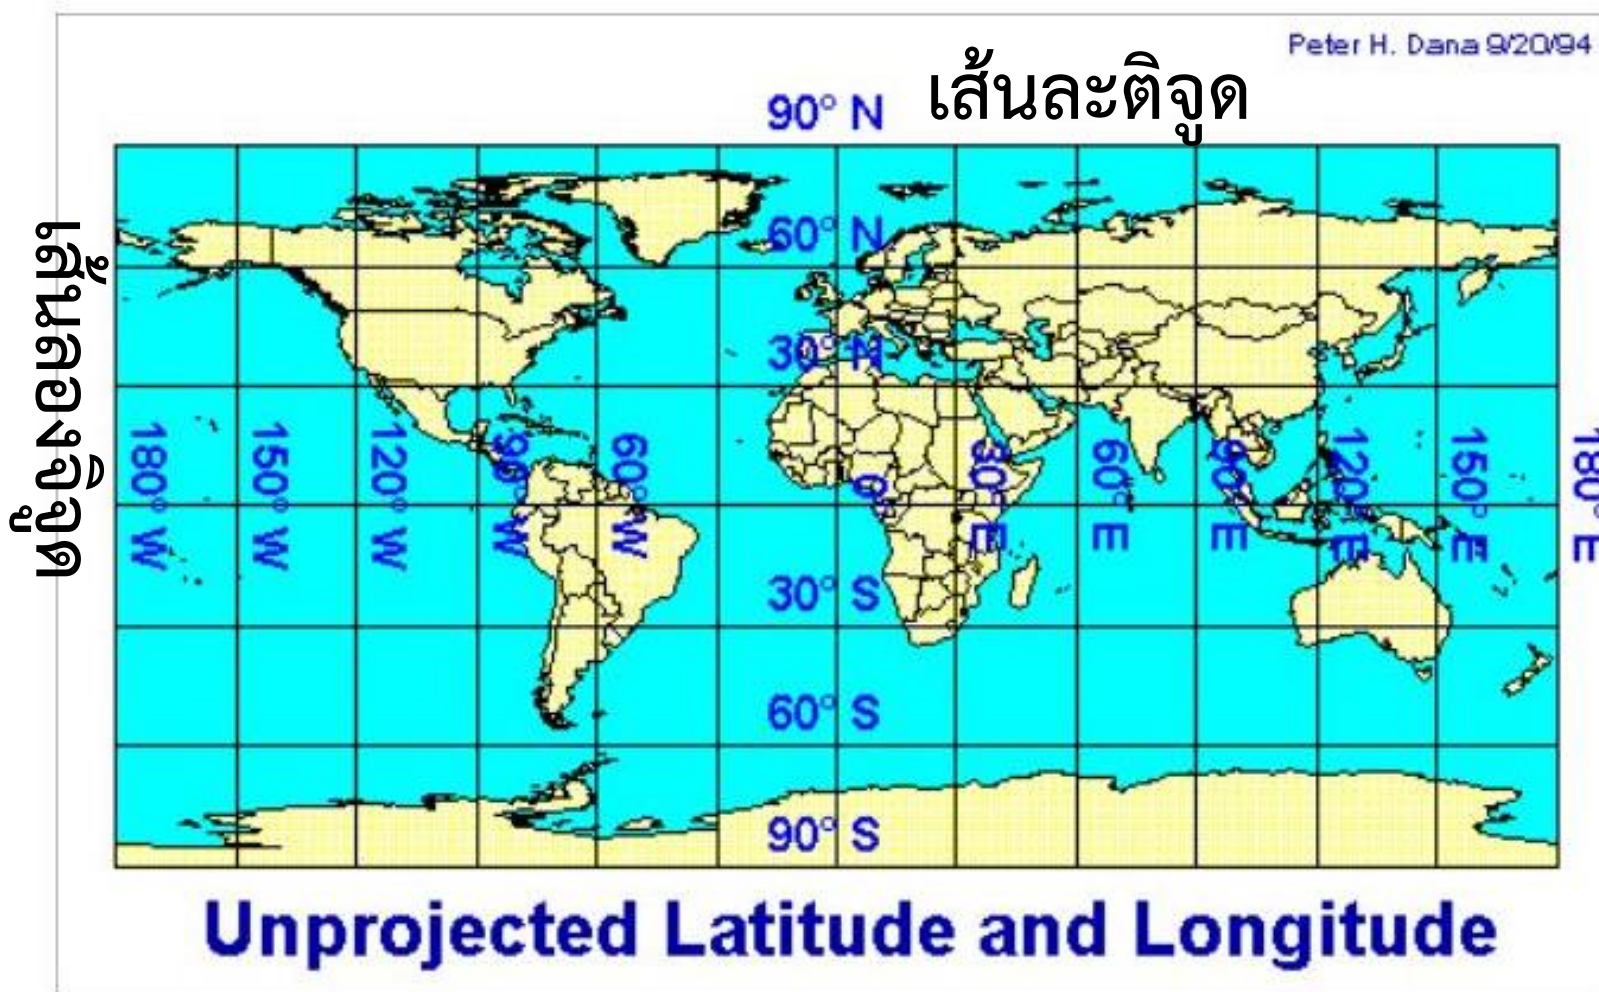 Peter H. Dana 9/20/94
เส้นละติจูด
90° N
เส้นลองจิจูด
60° N
30° N
180° W
150° W
120° W
90° W
60° W
0°
30° E
60° E
90° E
120° E
150° E
180° E
30° S
60° S
90° S
Unprojected Latitude and Longitude